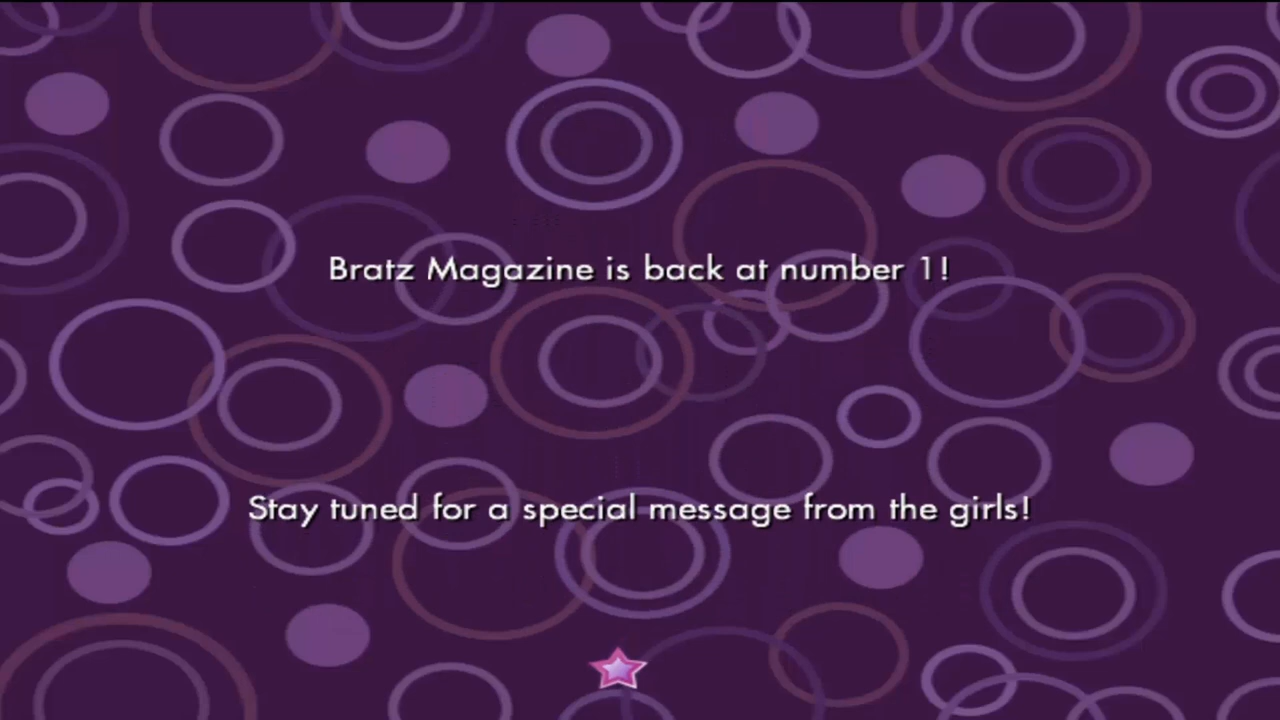 Bratz Magazine is back at number 1!
Stay tuned for a special message from the girls!